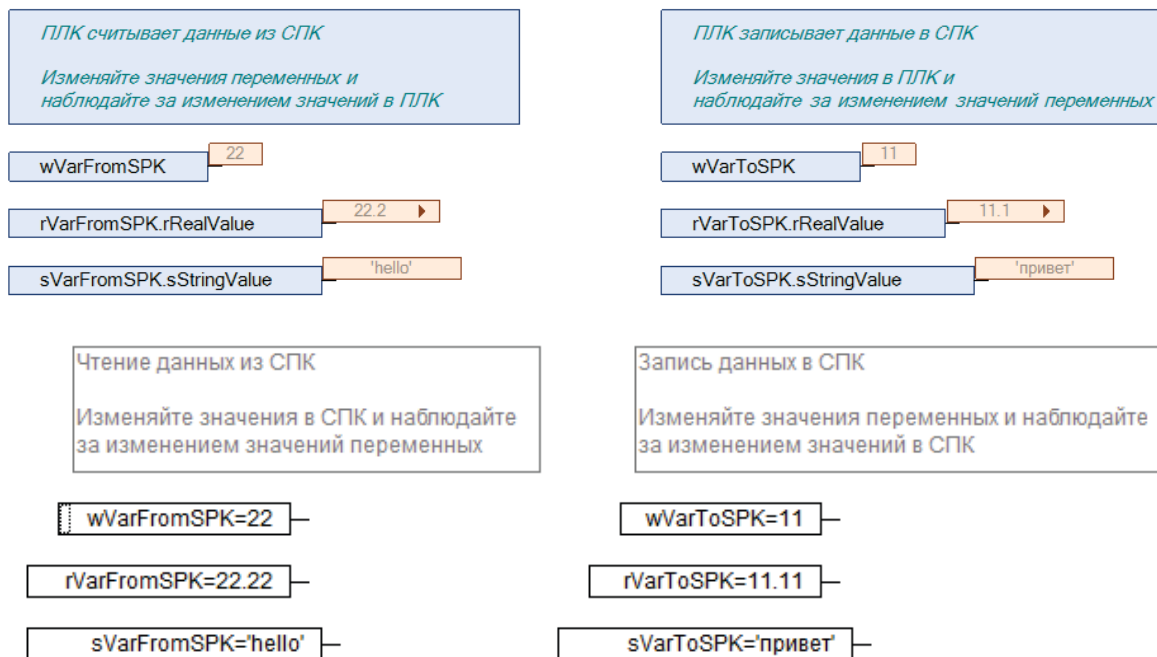 ПЛК считывает данные из СПК
Изменяйте значения переменных и
наблюдайте за изменением значений в ПЛК
wVarFromSPK
22
rVarFromSPK.rRealValue
22.2
sVarFromSPK.sStringValue
'hello'
ПЛК записывает данные в СПК
Изменяйте значения в ПЛК и
наблюдайте за изменением значений переменных
wVarToSPK
11
rVarToSPK.rRealValue
11.1
sVarToSPK.sStringValue
'привет'
Чтение данных из СПК
Изменяйте значения в СПК и наблюдайте
за изменением значений переменных
wVarFromSPK=22
rVarFromSPK=22.22
sVarFromSPK='hello'
Запись данных в СПК
Изменяйте значения переменных и наблюдайте
за изменением значений в СПК
wVarToSPK=11
rVarToSPK=11.11
sVarToSPK='привет'